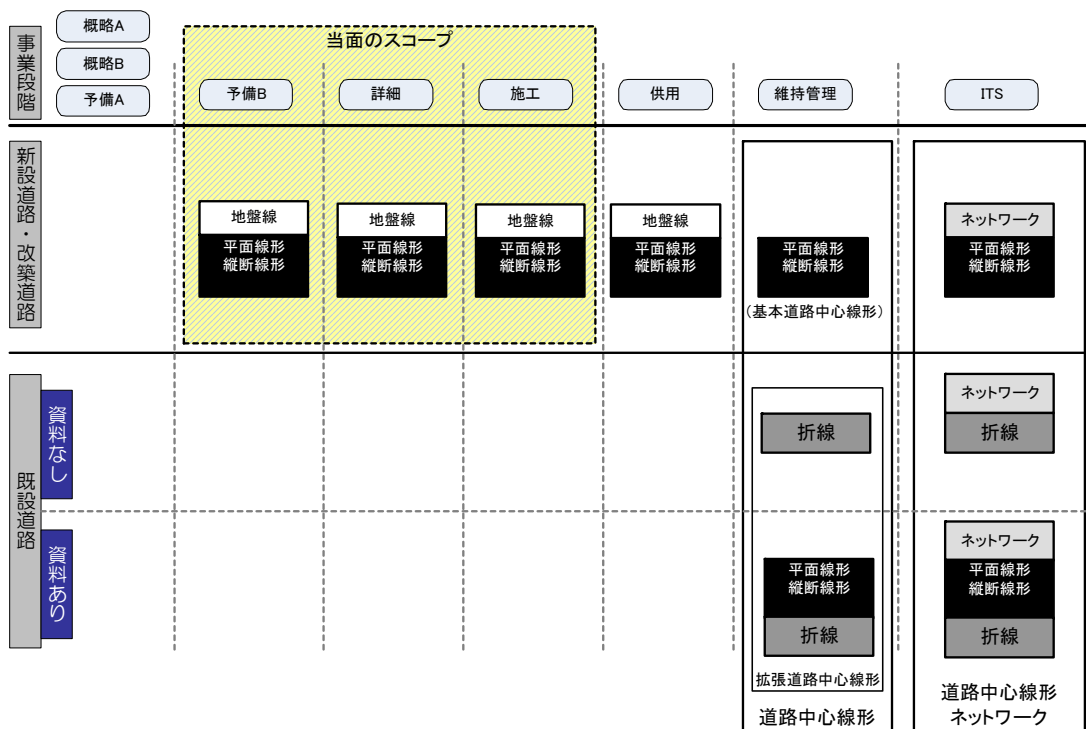 事業段階
概略A
概略B
予備A
当面のスコープ
予備B
詳細
施工
供用
維持管理
ITS
新設道路・改築道路
地盤線
平面線形
縦断線形
地盤線
平面線形
縦断線形
地盤線
平面線形
縦断線形
地盤線
平面線形
縦断線形
平面線形
縦断線形
(基本道路中心線形)
ネットワーク
平面線形
縦断線形
既設道路
資料なし
折線
ネットワーク
折線
資料あり
平面線形
縦断線形
折線
拡張道路中心線形
道路中心線形
ネットワーク
平面線形
縦断線形
折線
道路中心線形
ネットワーク